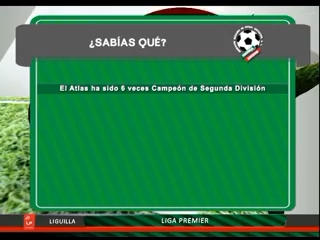 ¿SABÍAS QUÉ?
El Atlas ha sido 6 veces Campeón de Segunda División
LIGUILLA
LIGA PREMIER